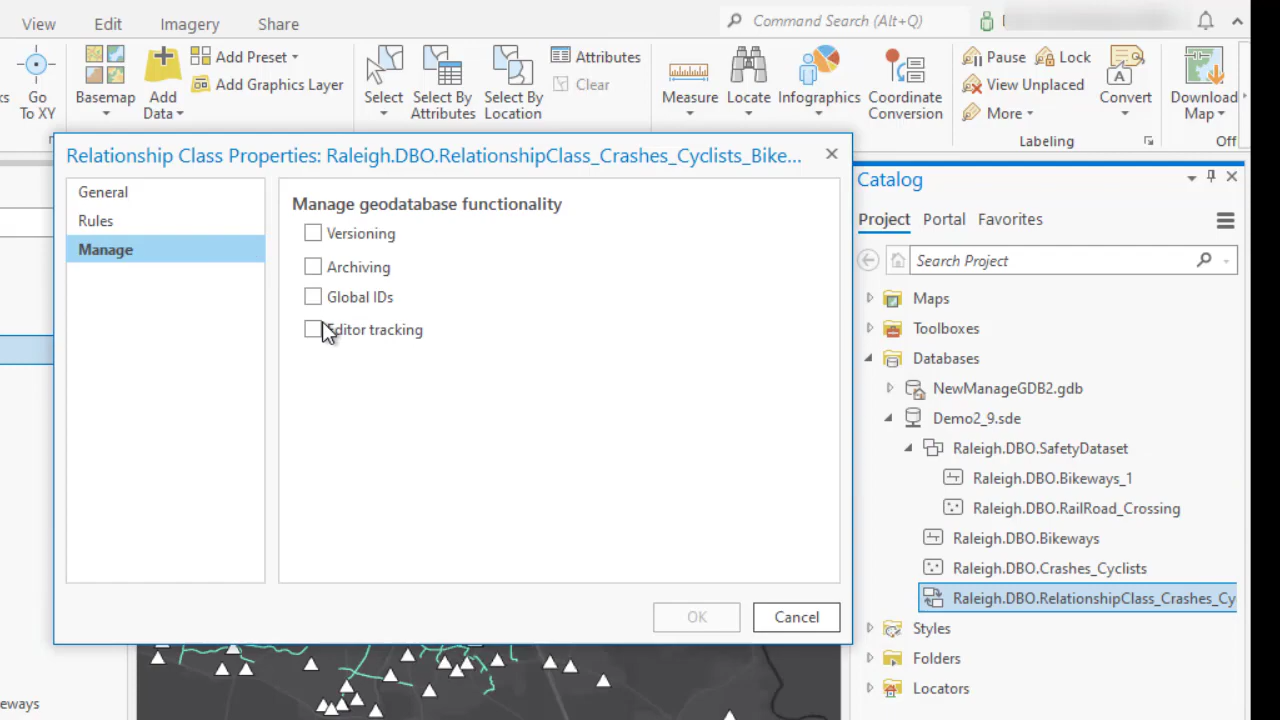 View Edit Imagery Share Command Search (Alt+Q)
Go To XY
Basemap
Add Data
Add Preset
Add Graphics Layer
Select
Select By Attributes
Select By Location
Attributes
Clear
Measure
Locate
Infographics
Coordinate Conversion
Pause
Lock
View Unplaced
More
Convert
Download Map
Labeling
Off
Relationship Class Properties: Raleigh.DBO.RelationshipClass_Crashes_Cyclists_Bike...
General
Rules
Manage
Manage geodatabase functionality
Versioning
Archiving
Global IDs
Editor tracking
OK
Cancel
Catalog
Project Portal Favorites
Search Project
Maps
Toolboxes
Databases
NewManageGDB2.gdb
Demo2_9.sde
Raleigh.DBO.SafetyDataset
Raleigh.DBO.Bikeways_1
Raleigh.DBO.RailRoad_Crossing
Raleigh.DBO.Bikeways
Raleigh.DBO.Crashes_Cyclists
Raleigh.DBO.RelationshipClass_Crashes_Cy
Styles
Folders
Locators
eways